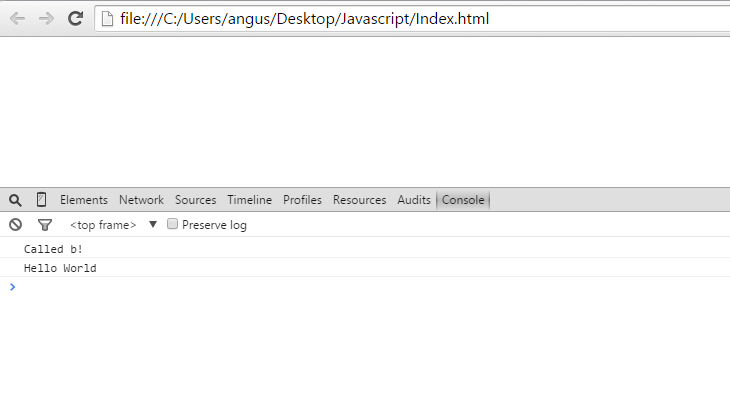 file:///C:/Users/angus/Desktop/Javascript/Index.html
Elements Network Sources Timeline Profiles Resources Audits Console
<top frame> ▼ Preserve log
Called b!
Hello World
>